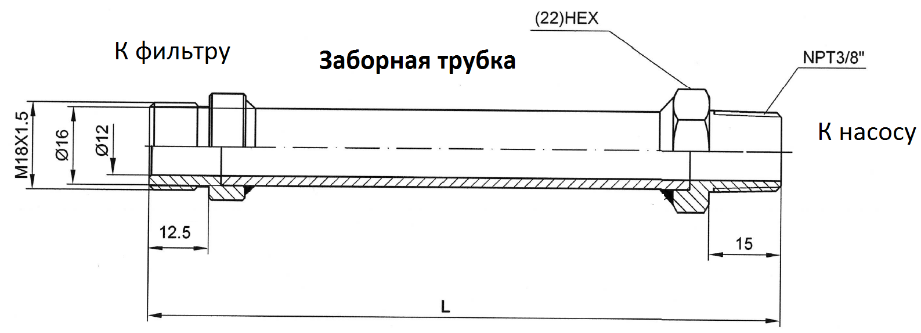 (22)HEX
К фильтру
Заборная трубка
NPT3/8"
К насосу
M18X1.5
Ø16
Ø12
12.5
15
L